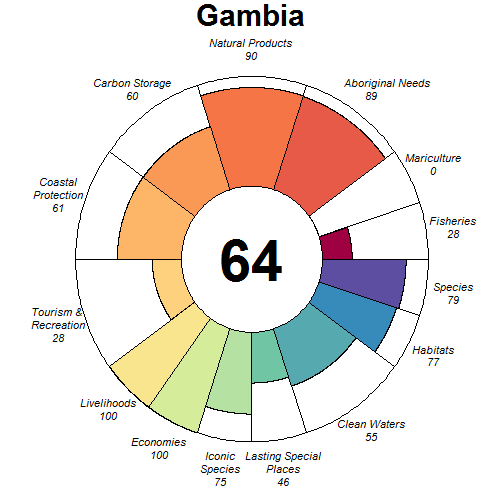 Gambia
Natural Products
90
Carbon Storage
60
Aboriginal Needs
89
Mariculture
0
Coastal
Protection
61
Fisheries
28
64
Species
79
Tourism &
Recreation
28
Habitats
77
Livelihoods
100
Clean Waters
55
Economies
100
Iconic
Species
75
Lasting Special
Places
46